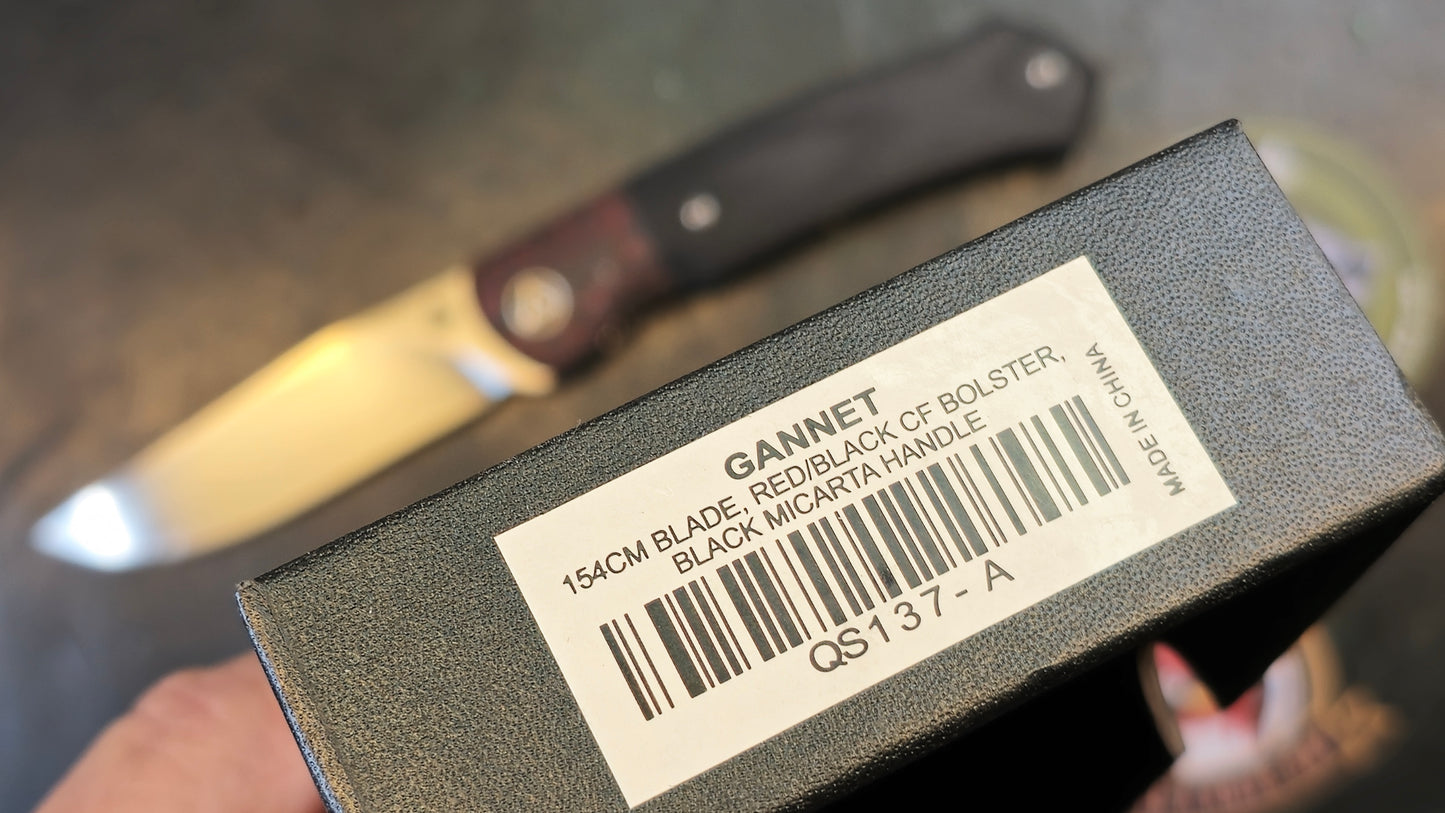 GANNET
154CM BLADE, RED/BLACK CF BOLSTER,
BLACK MICARTA HANDLE
QS137-A
MADE IN CHINA